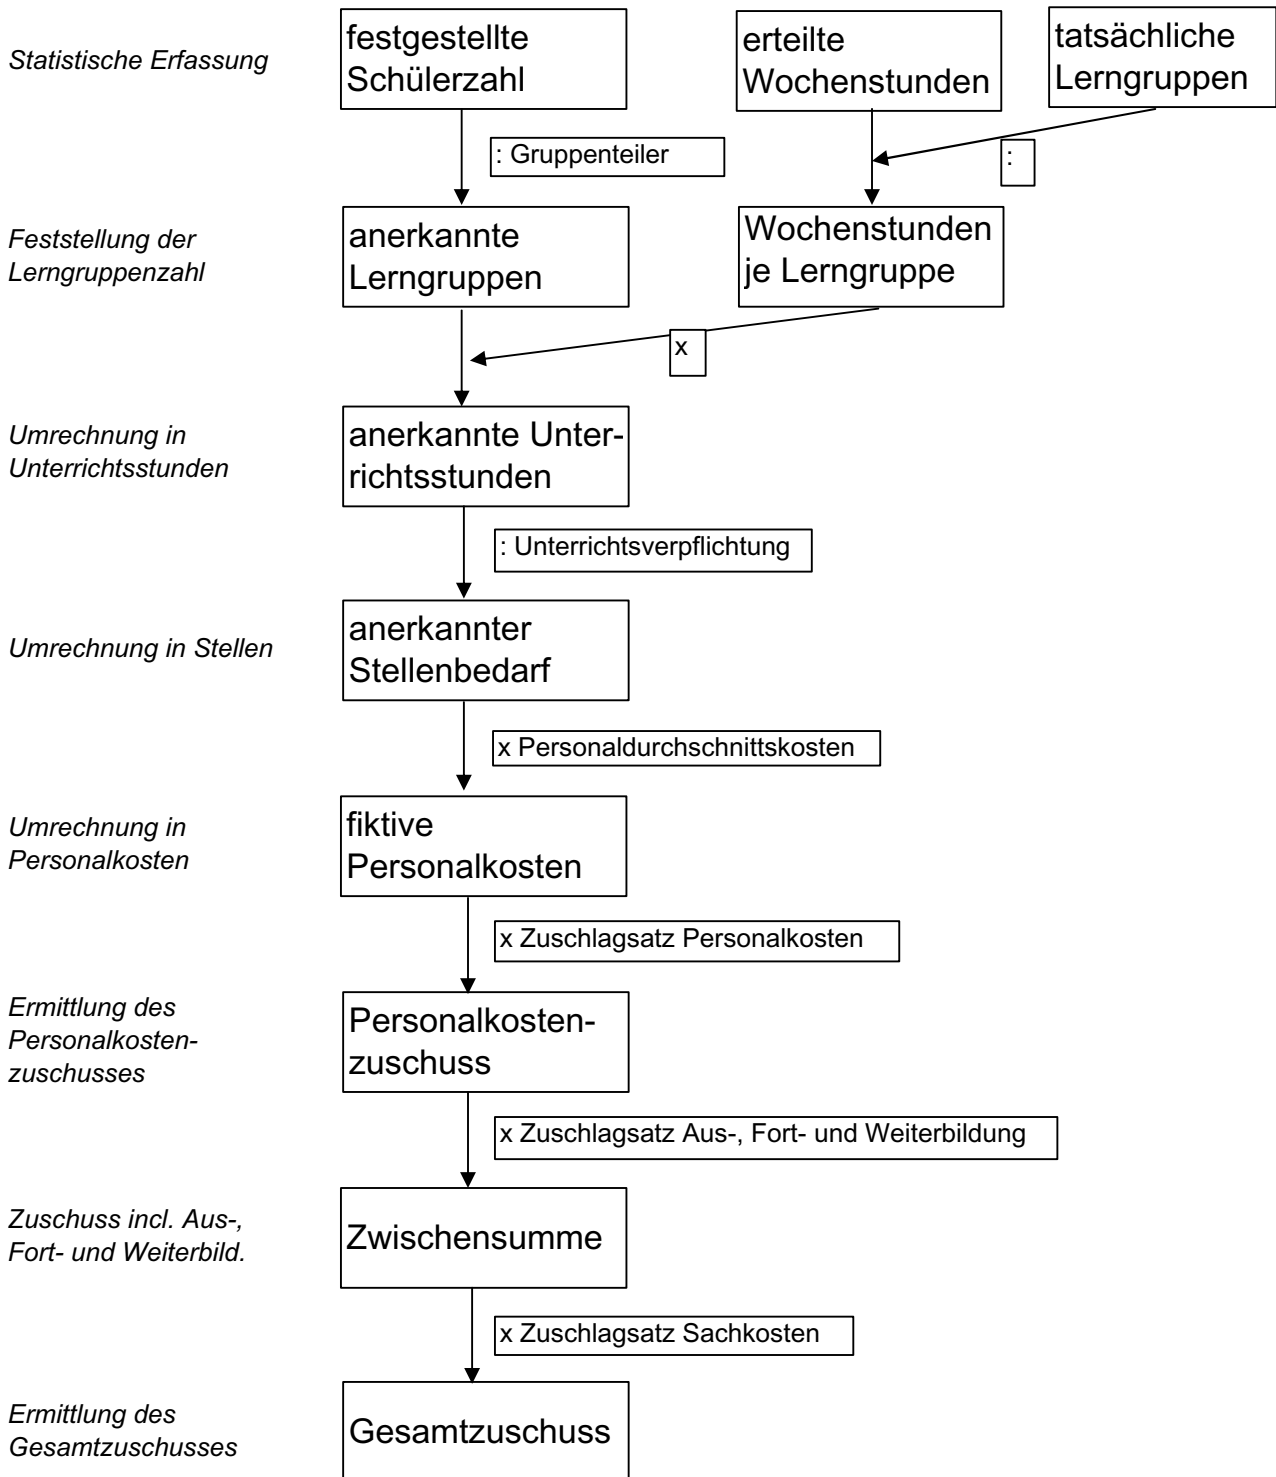 Statistische Erfassung
festgestellte
Schülerzahl
erteilte
Wochenstunden
tatsächliche
Lerngruppen
: Gruppenteiler
:
Feststellung der
Lerngruppenzahl
anerkannte
Lerngruppen
Wochenstunden
je Lerngruppe
x
Umrechnung in
Unterrichtsstunden
anerkannte Unter-
richtsstunden
: Unterrichtsverpflichtung
Umrechnung in Stellen
anerkannter
Stellenbedarf
x Personaldurchschnittskosten
Umrechnung in
Personalkosten
fiktive
Personalkosten
x Zuschlagsatz Personalkosten
Ermittlung des
Personalkosten-
zuschusses
Personalkosten-
zuschuss
x Zuschlagsatz Aus-, Fort- und Weiterbildung
Zuschuss incl. Aus-,
Fort- und Weiterbild.
Zwischensumme
x Zuschlagsatz Sachkosten
Ermittlung des
Gesamtzuschusses
Gesamtzuschuss